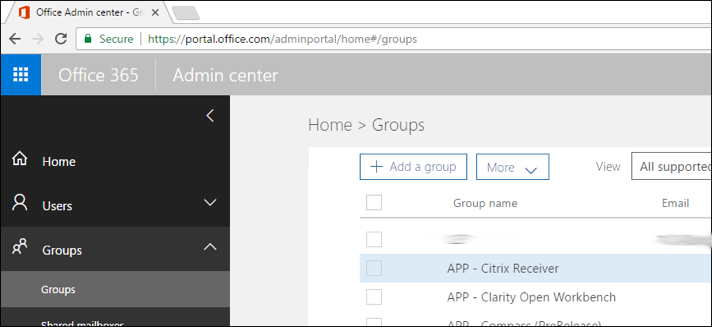 Office Admin center - Gr
Secure https://portal.office.com/adminportal/home#/groups
Office 365 Admin center
Home > Groups
Home
+ Add a group More View All supported
Users
Group name Email
Groups
APP - Citrix Receiver
Groups
APP - Clarity Open Workbench
Shared mailboxes
APP - Compass (PreRelease)